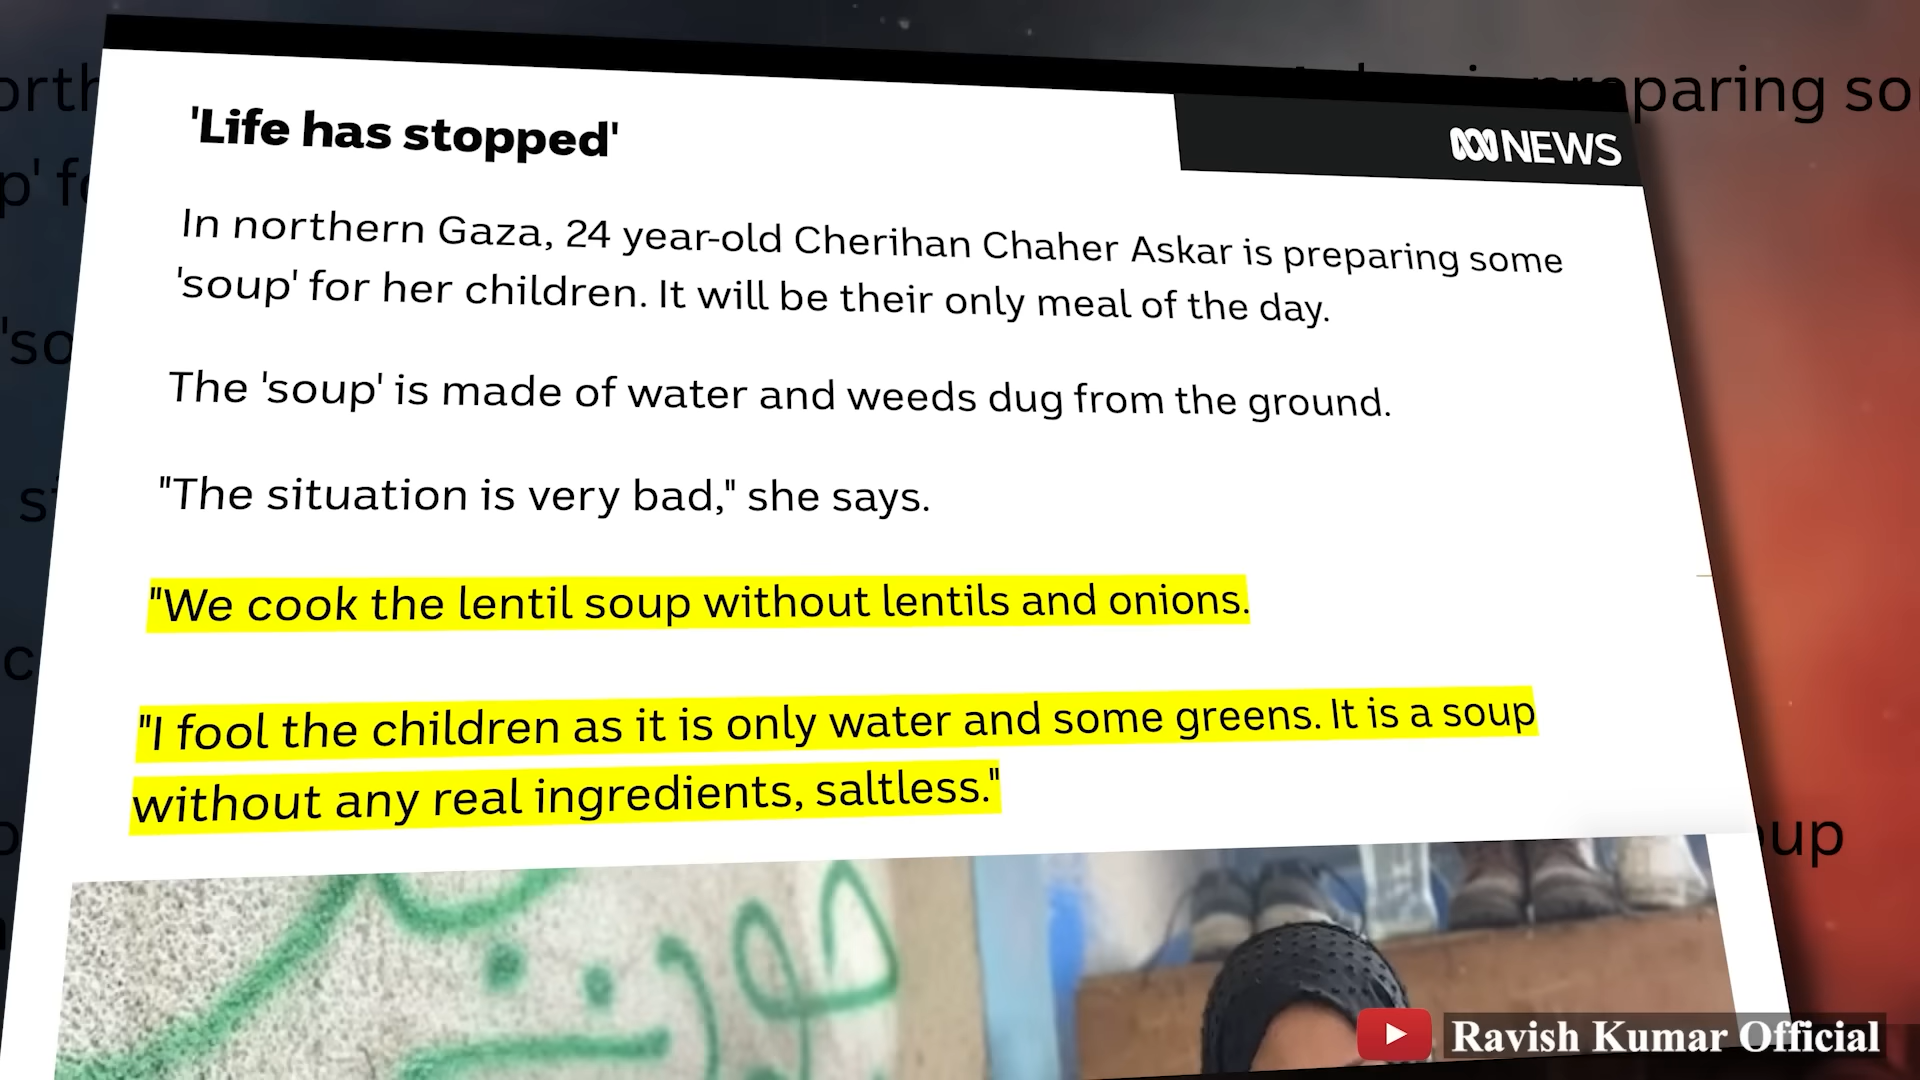 'Life has stopped'
NEWS
In northern Gaza, 24 year-old Cherihan Chaher Askar is preparing some
'soup' for her children. It will be their only meal of the day.
The 'soup' is made of water and weeds dug from the ground.
"The situation is very bad," she says.
"We cook the lentil soup without lentils and onions.
"I fool the children as it is only water and some greens. It is a soup
without any real ingredients, saltless."
Ravish Kumar Official